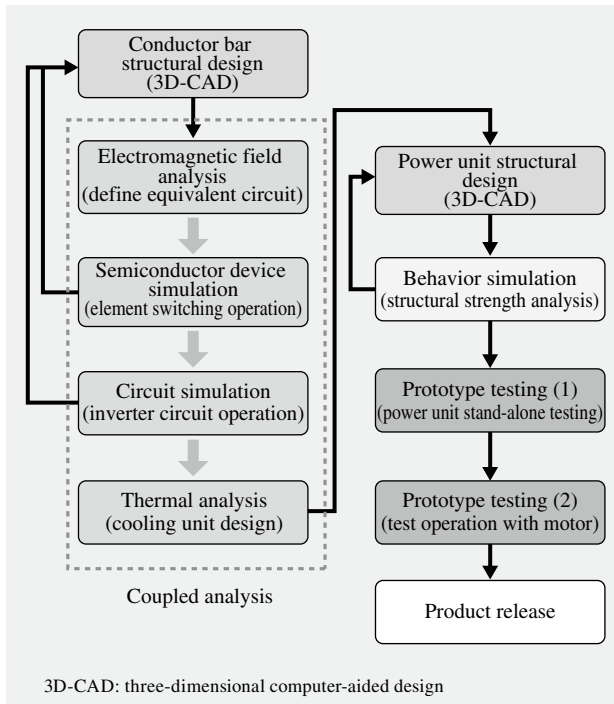 Conductor bar
structural design
(3D-CAD)
Electromagnetic field
analysis
(define equivalent circuit)
Semiconductor device
simulation
(element switching operation)
Circuit simulation
(inverter circuit operation)
Thermal analysis
(cooling unit design)
Coupled analysis
Power unit structural
design
(3D-CAD)
Behavior simulation
(structural strength analysis)
Prototype testing (1)
(power unit stand-alone testing)
Prototype testing (2)
(test operation with motor)
Product release
3D-CAD: three-dimensional computer-aided design